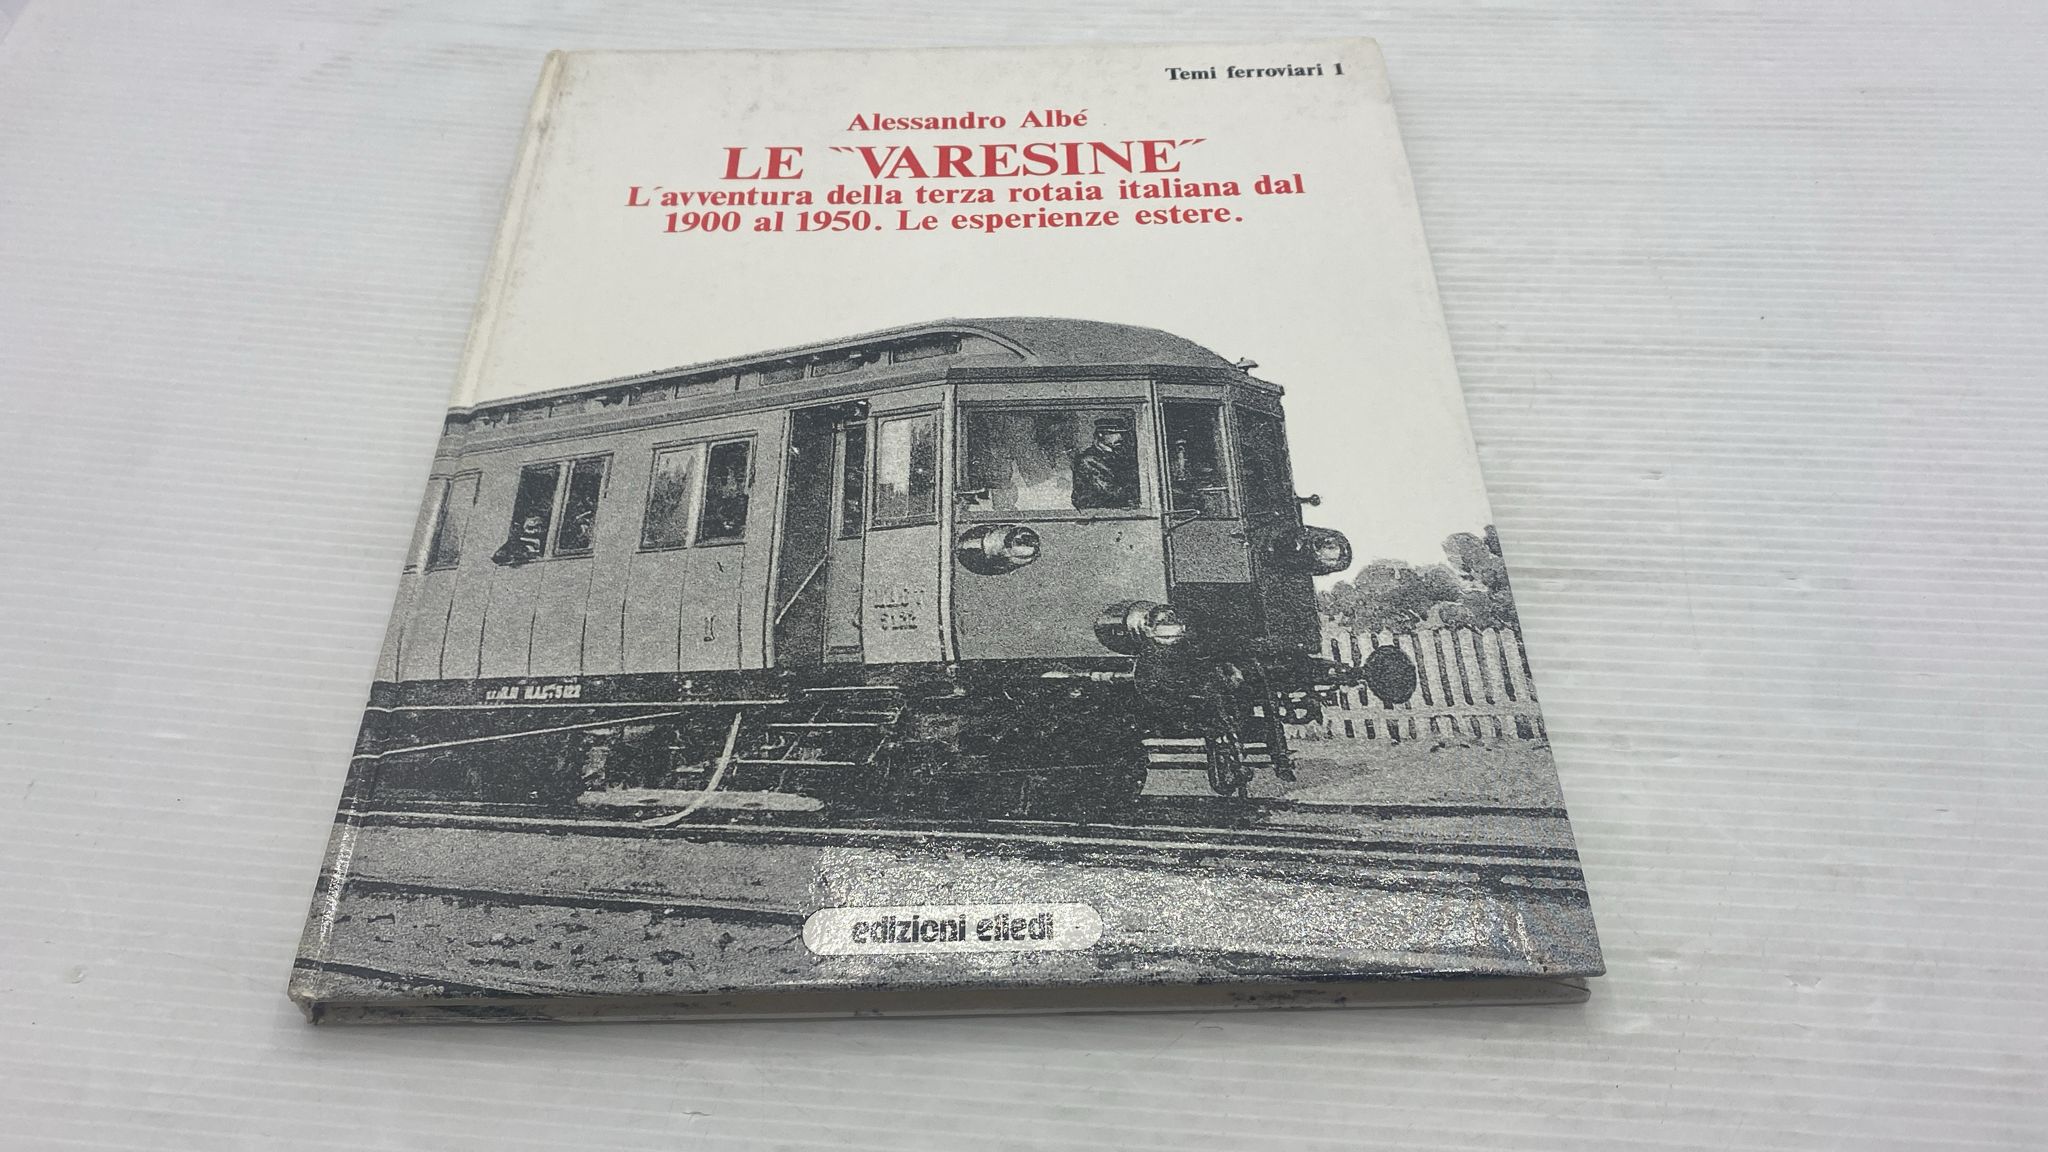 Temi ferroviari 1
Alessandro Albé
LE "VARESINE"
L'avventura della terza rotaia italiana dal
1900 al 1950. Le esperienze estere.
edizioni elledi